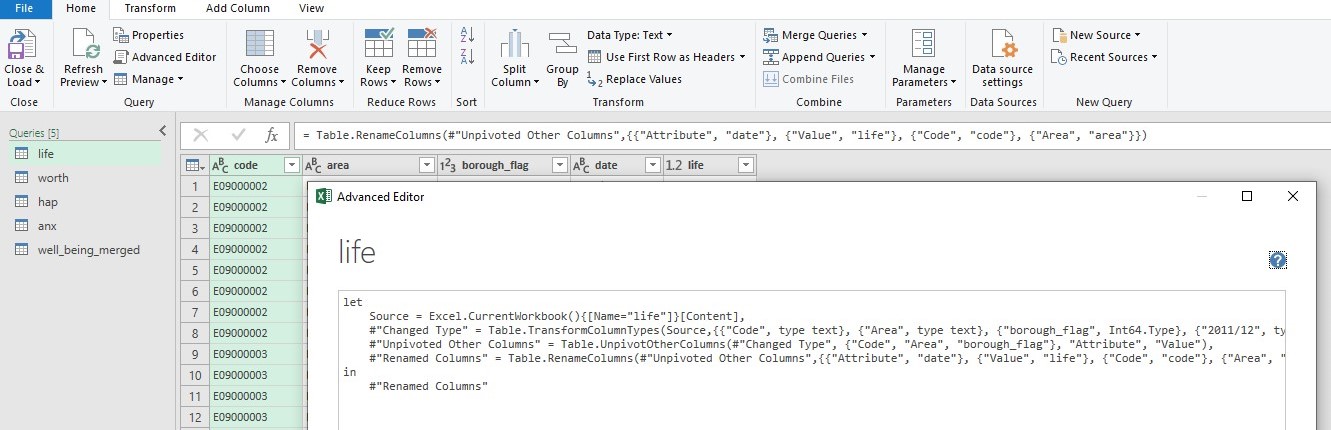 File Home Transform Add Column View
Close & Load
Close
Refresh Preview
Properties
Advanced Editor
Manage
Query
Choose Columns
Remove Columns
Manage Columns
Keep Rows
Remove Rows
Reduce Rows
A Z
Z A
Sort
Split Column
Group By
Data Type: Text
Use First Row as Headers
1 2 Replace Values
Transform
Merge Queries
Append Queries
Combine Files
Combine
Manage Parameters
Parameters
Data source settings
Data Sources
New Source
Recent Sources
New Query
Queries [5]
life
worth
hap
anx
well_being_merged
fx = Table.RenameColumns(#"Unpivoted Other Columns",{{"Attribute", "date"}, {"Value", "life"}, {"Code", "code"}, {"Area", "area"}})
ABC code ABC area 123 borough_flag ABC date 1.2 life
1 E09000002
2 E09000002
3 E09000002
4 E09000002
5 E09000002
6 E09000002
7 E09000002
8 E09000002
9 E09000003
10 E09000003
11 E09000003
12 E09000003
Advanced Editor
life
let
Source = Excel.CurrentWorkbook(){[Name="life"]}[Content],
#"Changed Type" = Table.TransformColumnTypes(Source,{{"Code", type text}, {"Area", type text}, {"borough_flag", Int64.Type}, {"2011/12", ty
#"Unpivoted Other Columns" = Table.UnpivotOtherColumns(#"Changed Type", {"Code", "Area", "borough_flag"}, "Attribute", "Value"),
#"Renamed Columns" = Table.RenameColumns(#"Unpivoted Other Columns",{{"Attribute", "date"}, {"Value", "life"}, {"Code", "code"}, {"Area", "
in
#"Renamed Columns"